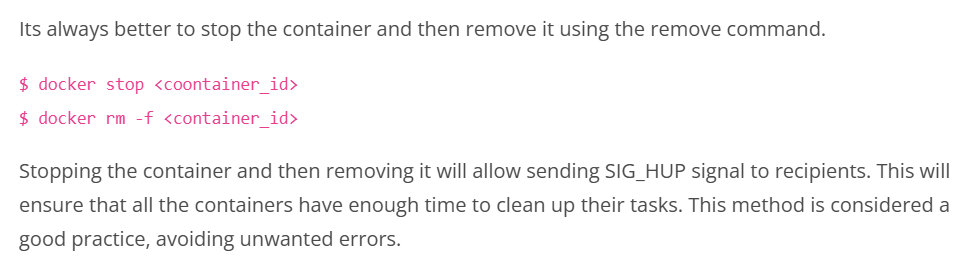 Its always better to stop the container and then remove it using the remove command.
$ docker stop <coontainer_id>
$ docker rm -f <container_id>
Stopping the container and then removing it will allow sending SIG_HUP signal to recipients. This will
ensure that all the containers have enough time to clean up their tasks. This method is considered a
good practice, avoiding unwanted errors.